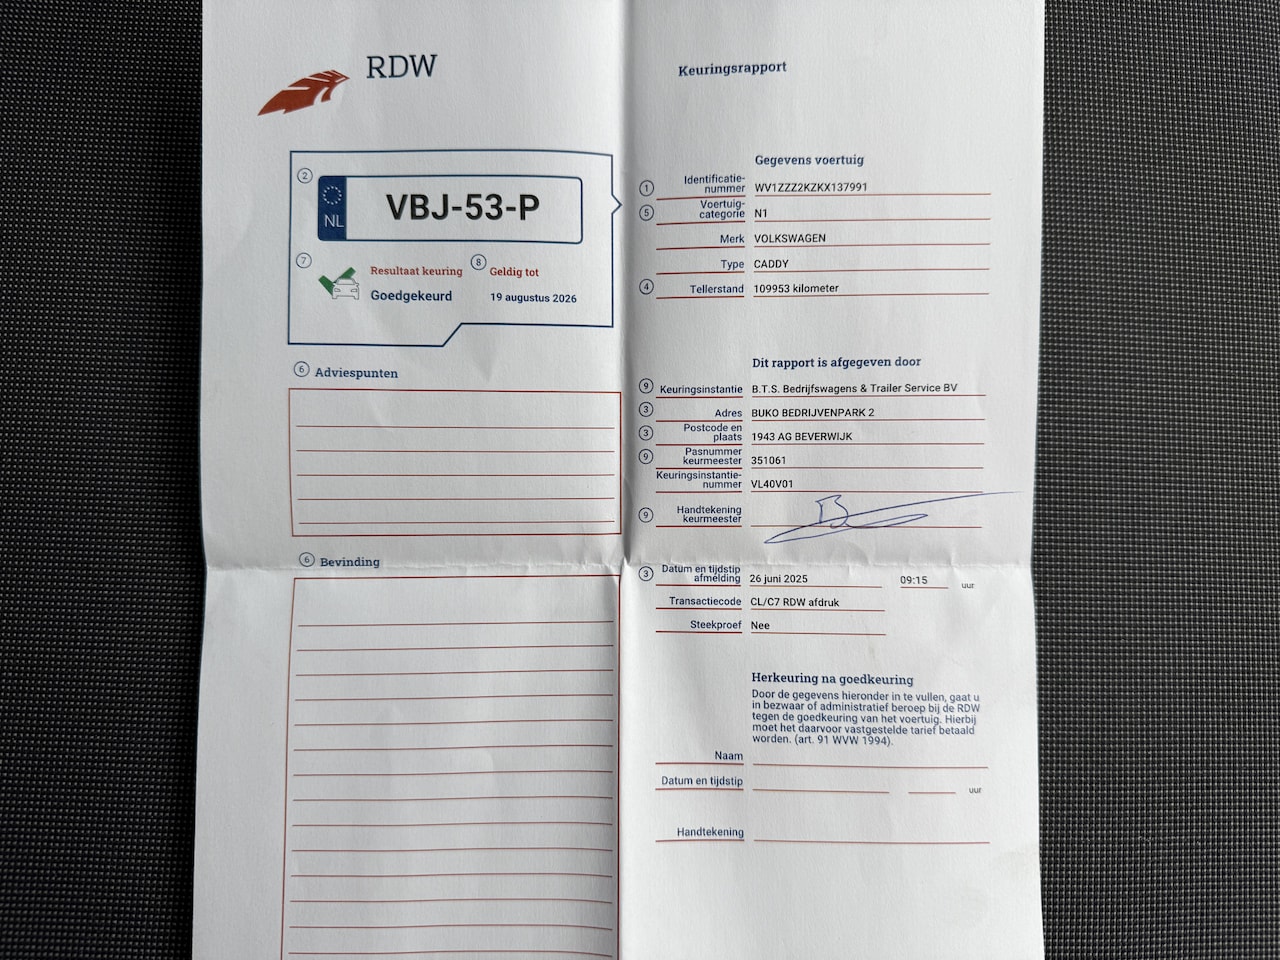 RDW
Keuringsrapport
2
NL
VBJ-53-P
7
Resultaat keuring
Goedgekeurd
8
Geldig tot
19 augustus 2026
6 Adviespunten
6 Bevinding
Gegevens voertuig
1 Identificatie-
nummer WV1ZZZ2KZKX137991
5 Voertuig-
categorie N1
Merk VOLKSWAGEN
Type CADDY
4 Tellerstand 109953 kilometer
Dit rapport is afgegeven door
9 Keuringsinstantie B.T.S. Bedrijfswagens & Trailer Service BV
3 Adres BUKO BEDRIJVENPARK 2
3 Postcode en
plaats 1943 AG BEVERWIJK
9 Pasnummer
keurmeester 351061
Keuringsinstantie-
nummer VL40V01
9 Handtekening
keurmeester
3 Datum en tijdstip
afmelding 26 juni 2025 09:15 uur
Transactiecode CL/C7 RDW afdruk
Steekproef Nee
Herkeuring na goedkeuring
Door de gegevens hieronder in te vullen, gaat u
in bezwaar of administratief beroep bij de RDW
tegen de goedkeuring van het voertuig. Hierbij
moet het daarvoor vastgestelde tarief betaald
worden. (art. 91 WVW 1994).
Naam
Datum en tijdstip uur
Handtekening